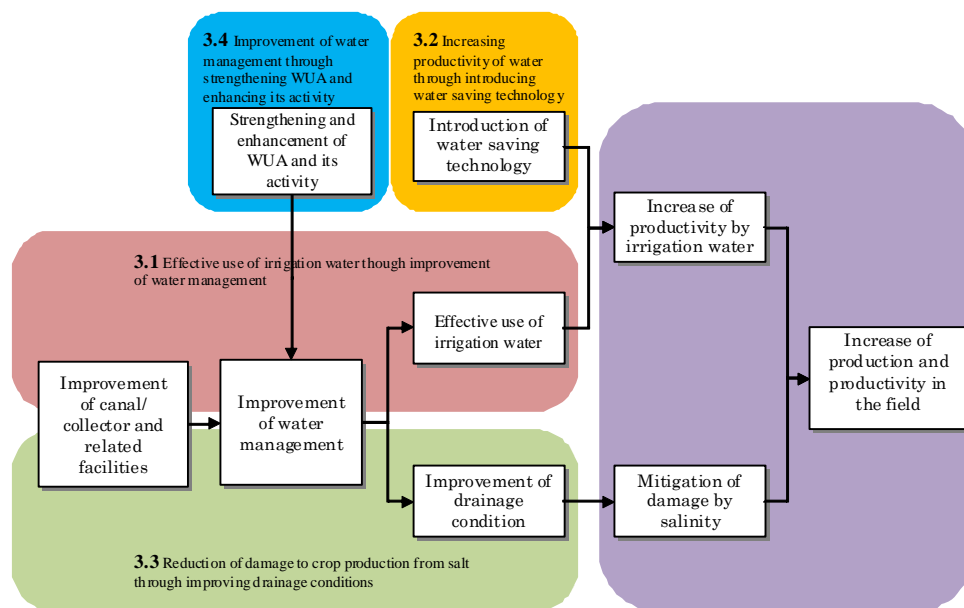 3.4 Improvement of water
management through
strengthening WUA and
enhancing its activity
Strengthening and
enhancement of
WUA and its
activity
3.2 Increasing
productivity of water
through introducing
water saving technology
Introduction of
water saving
technology
Increase of
productivity by
irrigation water
3.1 Effective use of irrigation water though improvement
of water management
Effective use of
irrigation water
Increase of
production and
productivity in
the field
Improvement
of canal/
collector and
related
facilities
Improvement
of water
management
Improvement of
drainage
condition
Mitigation of
damage by
salinity
3.3 Reduction of damage to crop production from salt
through improving drainage conditions